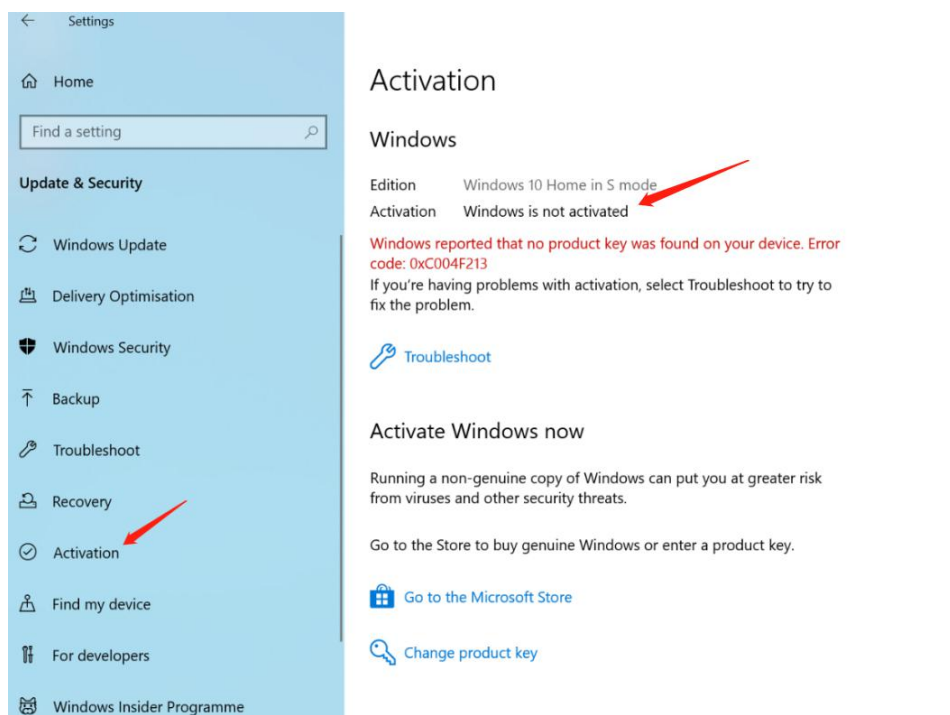 Settings
Home
Find a setting
Update & Security
Windows Update
Delivery Optimisation
Windows Security
Backup
Troubleshoot
Recovery
Activation
Find my device
For developers
Windows Insider Programme
Activation
Windows
Edition Windows 10 Home in S mode
Activation Windows is not activated
Windows reported that no product key was found on your device. Error
code: 0xC004F213
If you're having problems with activation, select Troubleshoot to try to
fix the problem.
Troubleshoot
Activate Windows now
Running a non-genuine copy of Windows can put you at greater risk
from viruses and other security threats.
Go to the Store to buy genuine Windows or enter a product key.
Go to the Microsoft Store
Change product key